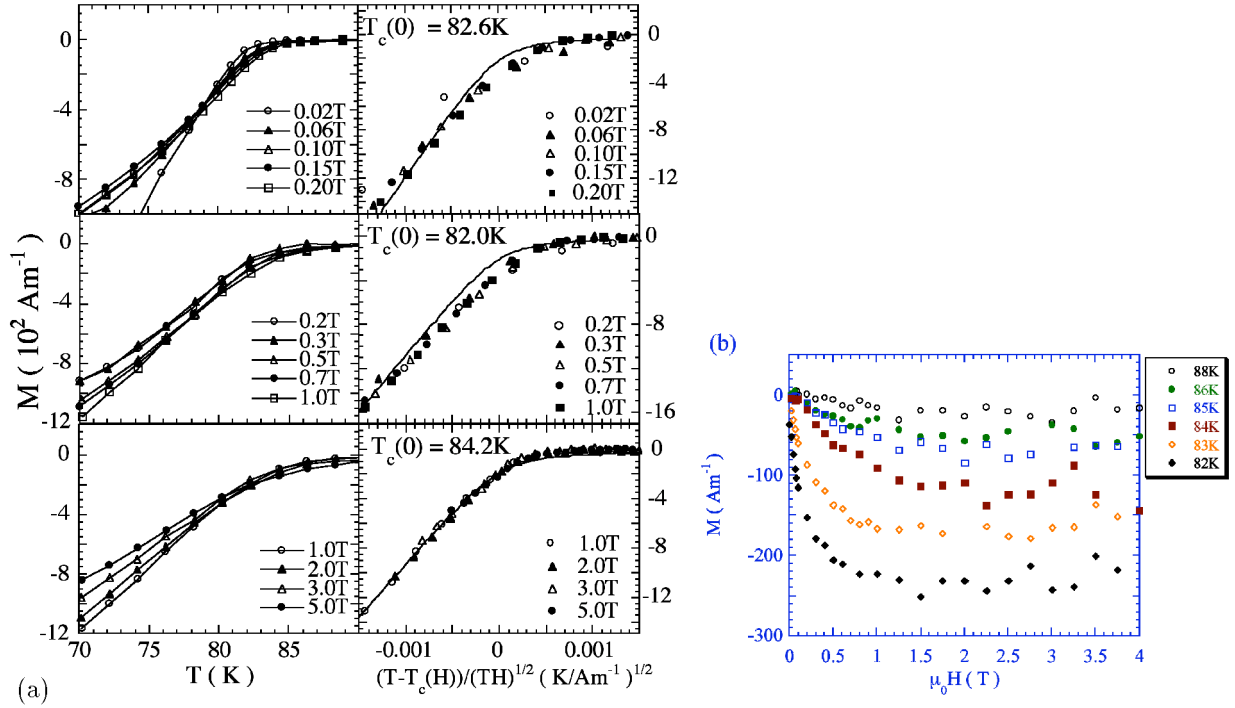 T_c(0) = 82.6K
0
-4
-8
0.02T
0.06T
0.10T
0.15T
0.20T
0
-4
-8
-12
0.02T
0.06T
0.10T
0.15T
0.20T
T_c(0) = 82.0K
0
-4
-8
-12
0.2T
0.3T
0.5T
0.7T
1.0T
0
-8
-16
0.2T
0.3T
0.5T
0.7T
1.0T
T_c(0) = 84.2K
0
-4
-8
-12
1.0T
2.0T
3.0T
5.0T
0
-4
-8
-12
1.0T
2.0T
3.0T
5.0T
M ( 10² Am⁻¹ )
70 75 80 85
T ( K )
-0.001 0 0.001
(T-T_c(H))/(TH)^{1/2} ( K/Am⁻¹ )^{1/2}
(a)
(b)
0
-100
-200
-300
M ( Am⁻¹ )
0 0.5 1 1.5 2 2.5 3 3.5 4
μ₀H ( T )
88K
86K
85K
84K
83K
82K